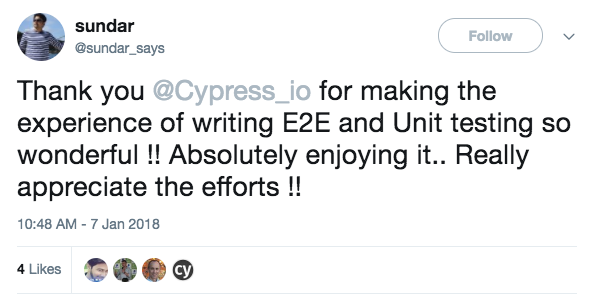 sundar
@sundar_says
Follow
Thank you @Cypress_io for making the
experience of writing E2E and Unit testing so
wonderful !! Absolutely enjoying it.. Really
appreciate the efforts !!
10:48 AM - 7 Jan 2018
4 Likes
cy